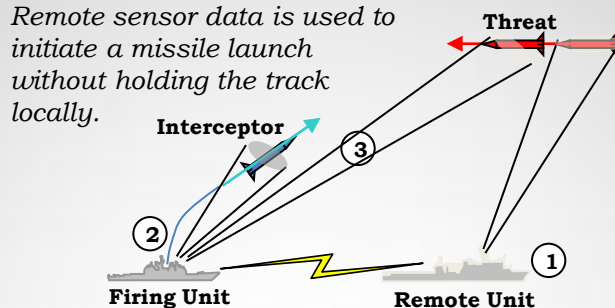 Remote sensor data is used to
initiate a missile launch
without holding the track
locally.
Threat
Interceptor
3
2
1
Firing Unit
Remote Unit